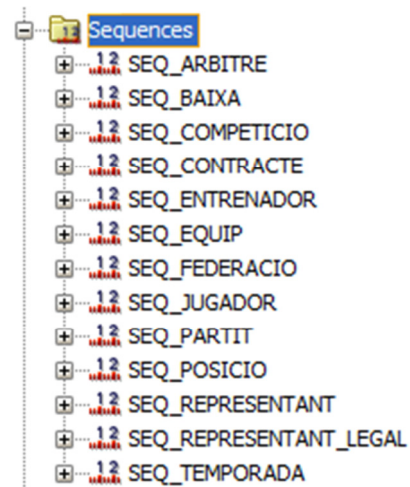 Sequences
SEQ_ARBITRE
SEQ_BAIXA
SEQ_COMPETICIO
SEQ_CONTRACTE
SEQ_ENTRENADOR
SEQ_EQUIP
SEQ_FEDERACIO
SEQ_JUGADOR
SEQ_PARTIT
SEQ_POSICIO
SEQ_REPRESENTANT
SEQ_REPRESENTANT_LEGAL
SEQ_TEMPORADA